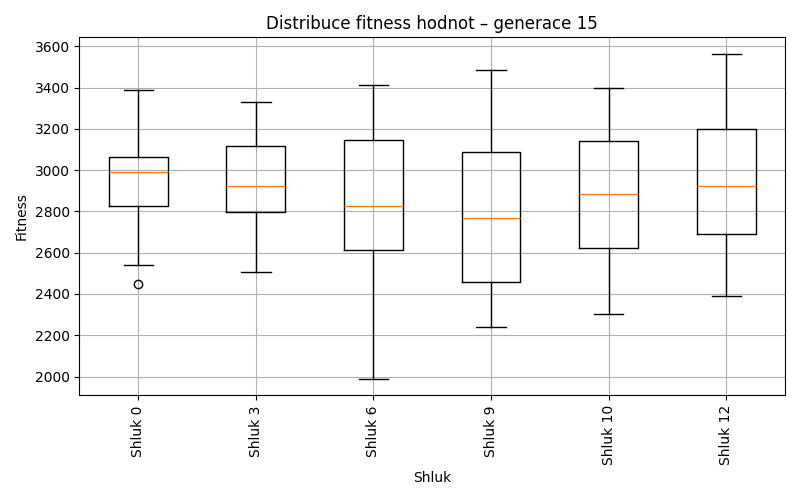 Distribuce fitness hodnot – generace 15
Fitness
3600
3400
3200
3000
2800
2600
2400
2200
2000
Shluk 0
Shluk 3
Shluk 6
Shluk 9
Shluk 10
Shluk 12
Shluk